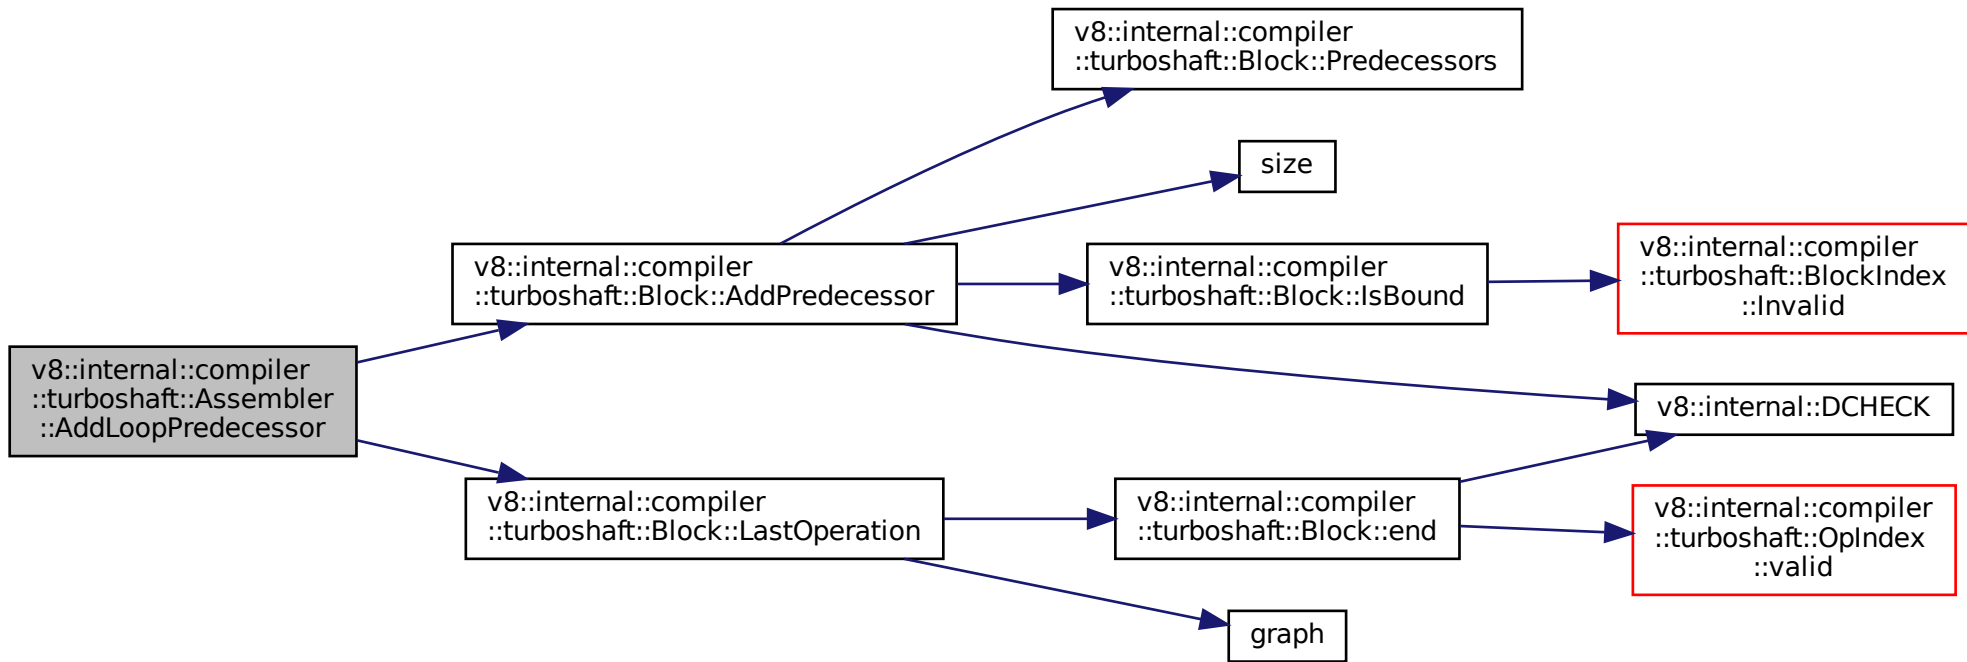 v8::internal::compiler
::turboshaft::Block::Predecessors
size
v8::internal::compiler
::turboshaft::Block::AddPredecessor
v8::internal::compiler
::turboshaft::Block::IsBound
v8::internal::compiler
::turboshaft::BlockIndex
::Invalid
v8::internal::compiler
::turboshaft::Assembler
::AddLoopPredecessor
v8::internal::DCHECK
v8::internal::compiler
::turboshaft::Block::LastOperation
v8::internal::compiler
::turboshaft::Block::end
v8::internal::compiler
::turboshaft::OpIndex
::valid
graph